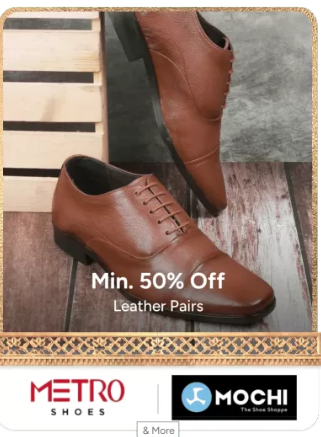 Min. 50% Off
Leather Pairs
METRO
SHOES
MOCHI
The Shoe Shoppe
& More